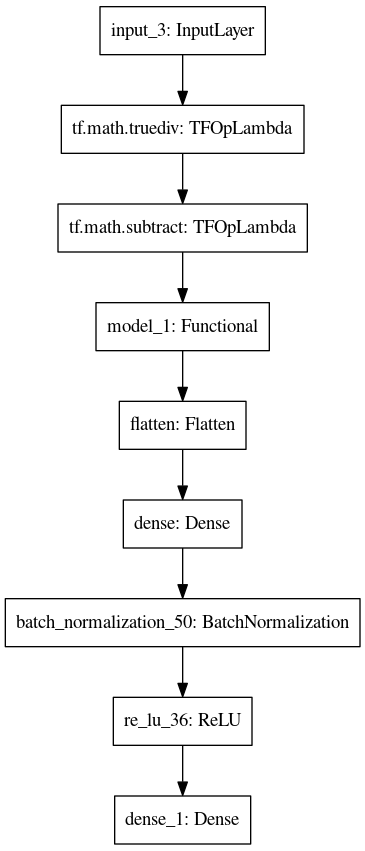 input_3: InputLayer
tf.math.truediv: TFOpLambda
tf.math.subtract: TFOpLambda
model_1: Functional
flatten: Flatten
dense: Dense
batch_normalization_50: BatchNormalization
re_lu_36: ReLU
dense_1: Dense